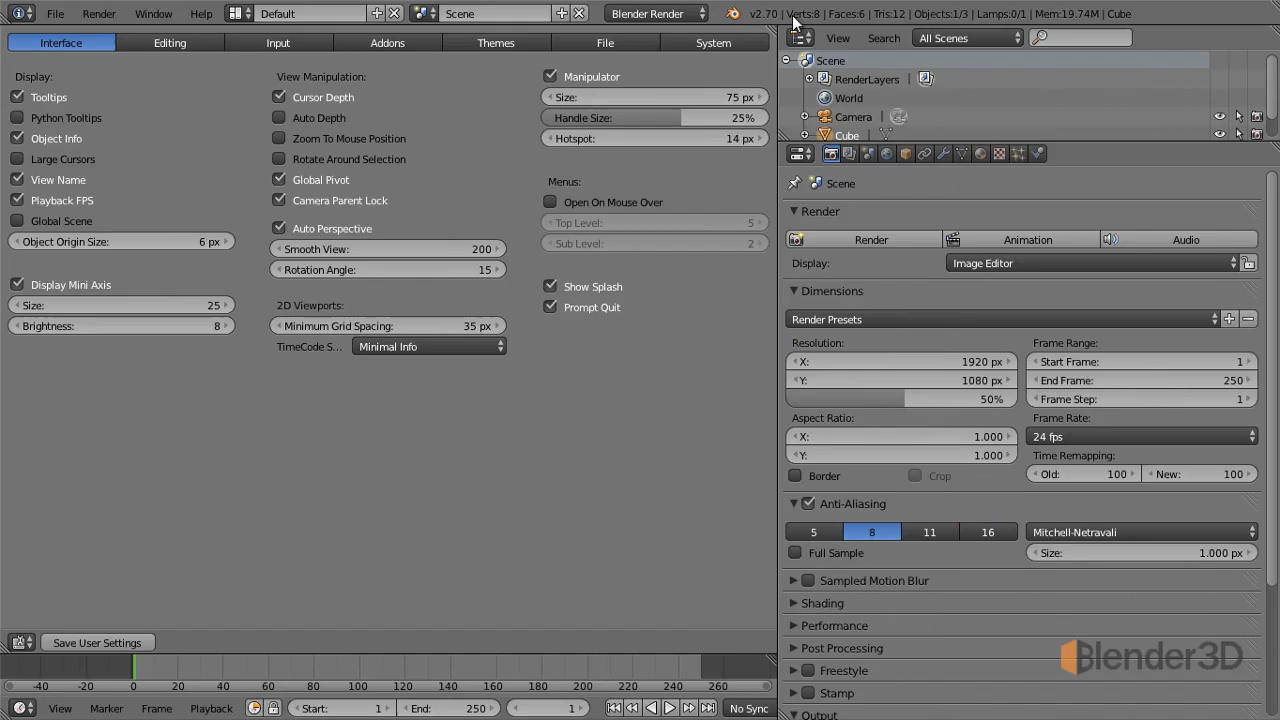 File Render Window Help Default Scene Blender Render v2.70 | Verts:8 | Faces:6 | Tris:12 | Objects:1/3 | Lamps:0/1 | Mem:19.74M | Cube
Interface Editing Input Addons Themes File System
View Search All Scenes
Scene
RenderLayers |
World
Camera |
Cube |
Display:
Tooltips
Python Tooltips
Object Info
Large Cursors
View Name
Playback FPS
Global Scene
Object Origin Size: 6 px
Display Mini Axis
Size: 25
Brightness: 8
View Manipulation:
Cursor Depth
Auto Depth
Zoom To Mouse Position
Rotate Around Selection
Global Pivot
Camera Parent Lock
Auto Perspective
Smooth View: 200
Rotation Angle: 15
2D Viewports:
Minimum Grid Spacing: 35 px
TimeCode S... Minimal Info
Manipulator
Size: 75 px
Handle Size: 25%
Hotspot: 14 px
Menus:
Open On Mouse Over
Top Level: 5
Sub Level: 2
Show Splash
Prompt Quit
Scene
Render
Render Animation Audio
Display: Image Editor
Dimensions
Render Presets
Resolution: Frame Range:
X: 1920 px Start Frame: 1
Y: 1080 px End Frame: 250
50% Frame Step: 1
Aspect Ratio: Frame Rate:
X: 1.000 24 fps
Y: 1.000 Time Remapping:
Border Crop Old: 100 New: 100
Anti-Aliasing
5 8 11 16 Mitchell-Netravali
Full Sample Size: 1.000 px
Sampled Motion Blur
Shading
Performance
Post Processing
Freestyle
Stamp
Output
Blender3D
Save User Settings
-40 -20 0 20 40 60 80 100 120 140 160 180 200 220 240 260
View Marker Frame Playback Start: 1 End: 250 1 No Sync